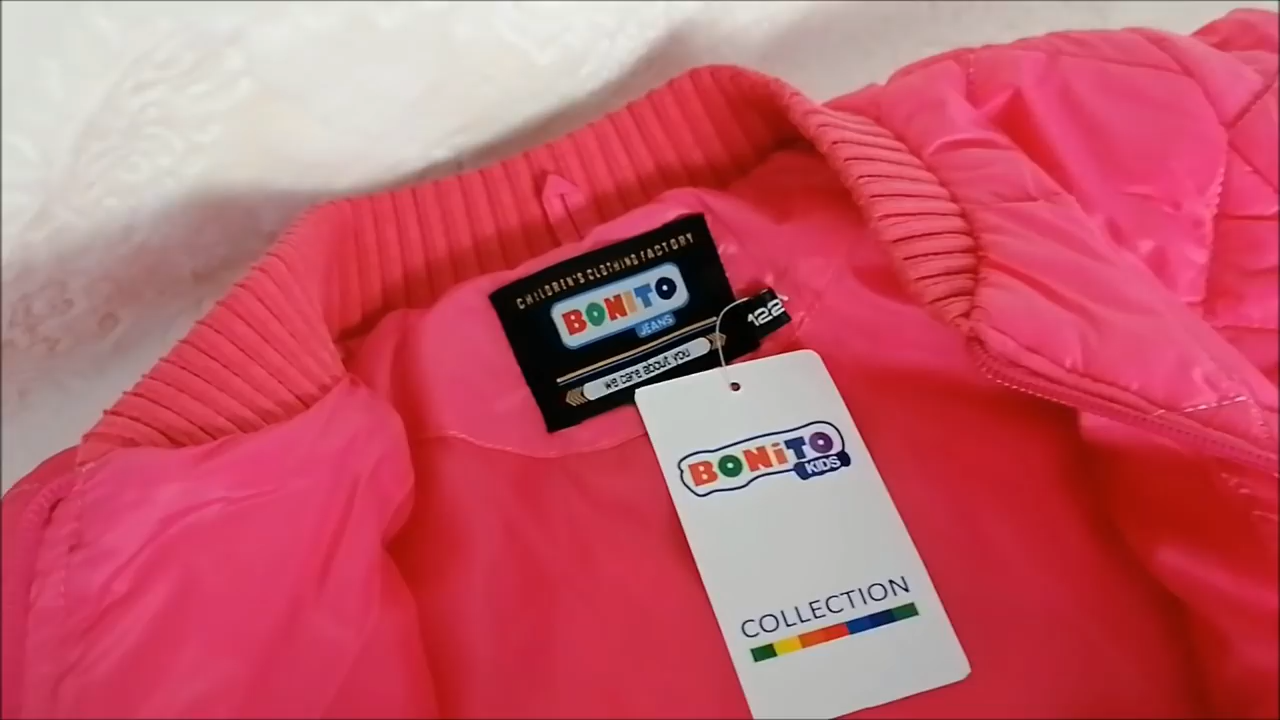 CHILDREN'S CLOTHING FACTORY
BONITO
JEANS
we care about you
122
BONiTO
KIDS
COLLECTION